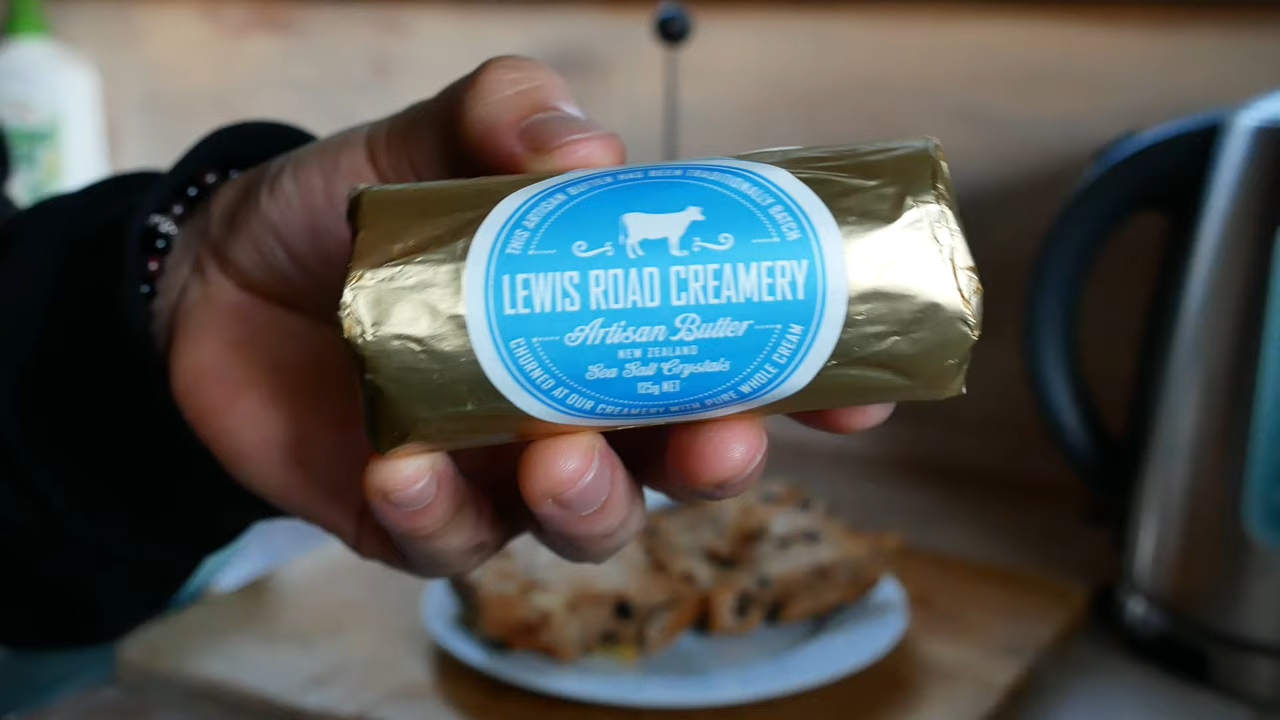 THIS ARTISAN BUTTER HAS BEEN TRADITIONALLY BATCH
LEWIS ROAD CREAMERY
Artisan Butter
NEW ZEALAND
Sea Salt Crystals
125g NET
CHURNED AT OUR CREAMERY WITH PURE WHOLE CREAM